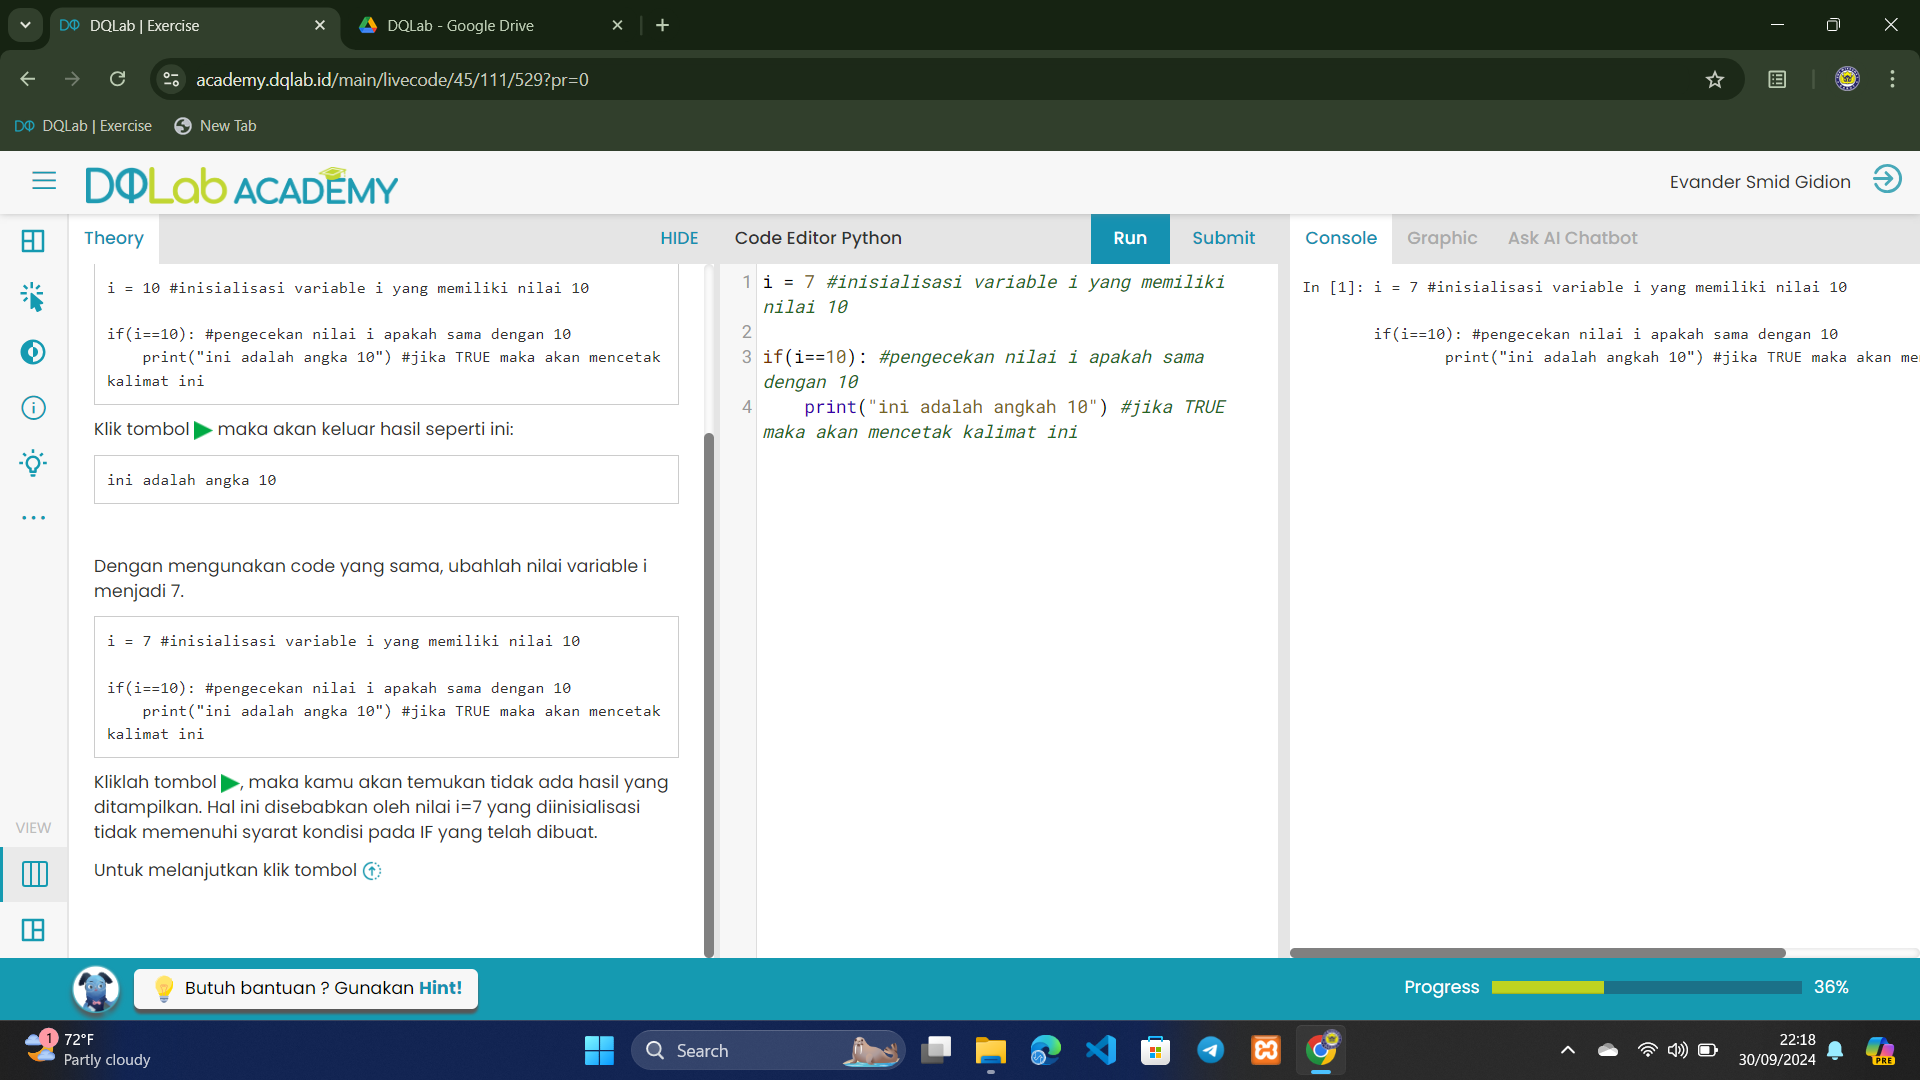 DQLab | Exercise
DQLab - Google Drive
academy.dqlab.id/main/livecode/45/111/529?pr=0
DQLab | Exercise
New Tab
DQLab ACADEMY
Evander Smid Gidion
Theory
HIDE
i = 10 #inisialisasi variable i yang memiliki nilai 10
if(i==10): #pengecekan nilai i apakah sama dengan 10
print("ini adalah angka 10") #jika TRUE maka akan mencetak
kalimat ini
Klik tombol maka akan keluar hasil seperti ini:
ini adalah angka 10
Dengan mengunakan code yang sama, ubahlah nilai variable i
menjadi 7.
i = 7 #inisialisasi variable i yang memiliki nilai 10
if(i==10): #pengecekan nilai i apakah sama dengan 10
print("ini adalah angka 10") #jika TRUE maka akan mencetak
kalimat ini
Kliklah tombol , maka kamu akan temukan tidak ada hasil yang
ditampilkan. Hal ini disebabkan oleh nilai i=7 yang diinisialisasi
tidak memenuhi syarat kondisi pada IF yang telah dibuat.
Untuk melanjutkan klik tombol
VIEW
Code Editor Python
Run
Submit
1 i = 7 #inisialisasi variable i yang memiliki
nilai 10
2
3 if(i==10): #pengecekan nilai i apakah sama
dengan 10
4 print("ini adalah angkah 10") #jika TRUE
maka akan mencetak kalimat ini
Console
Graphic
Ask AI Chatbot
In [1]: i = 7 #inisialisasi variable i yang memiliki nilai 10
if(i==10): #pengecekan nilai i apakah sama dengan 10
print("ini adalah angkah 10") #jika TRUE maka akan me
Butuh bantuan ? Gunakan Hint!
Progress
36%
1
72°F
Partly cloudy
Search
22:18
30/09/2024
PRE